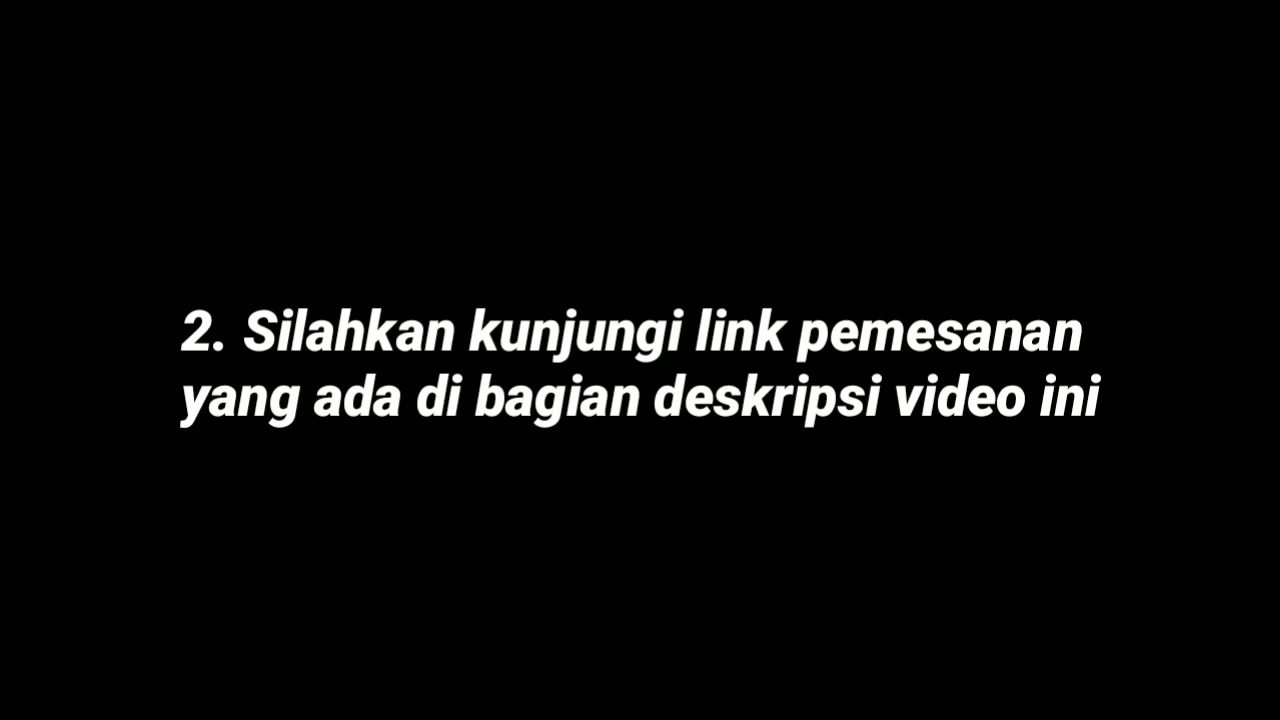 2. Silahkan kunjungi link pemesanan
yang ada di bagian deskripsi video ini